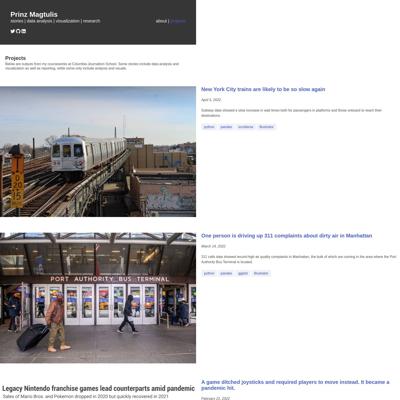 Prinz Magtulis
stories | data analysis | visualization | research
about | projects
Projects
Below are outputs from my courseworks at Columbia Journalism School. Some stories include data analysis and
visualization as well as reporting, while some only include analysis and visuals.
New York City trains are likely to be so slow again
April 5, 2022
Subway data showed a slow increase in wait times both for passengers in platforms and those onboard to reach their
destinations.
python pandas scrollama illustrator
One person is driving up 311 complaints about dirty air in Manhattan
March 14, 2022
311 calls data showed record-high air quality complaints in Manhattan, the bulk of which are coming in the area where the Port
Authority Bus Terminal is located.
python pandas ggplot illustrator
PORT AUTHORITY BUS TERMINAL
Legacy Nintendo franchise games lead counterparts amid pandemic
Sales of Mario Bros. and Pokemon dropped in 2020 but quickly recovered in 2021
A game ditched joysticks and required players to move instead. It became a
pandemic hit.
February 22, 2022